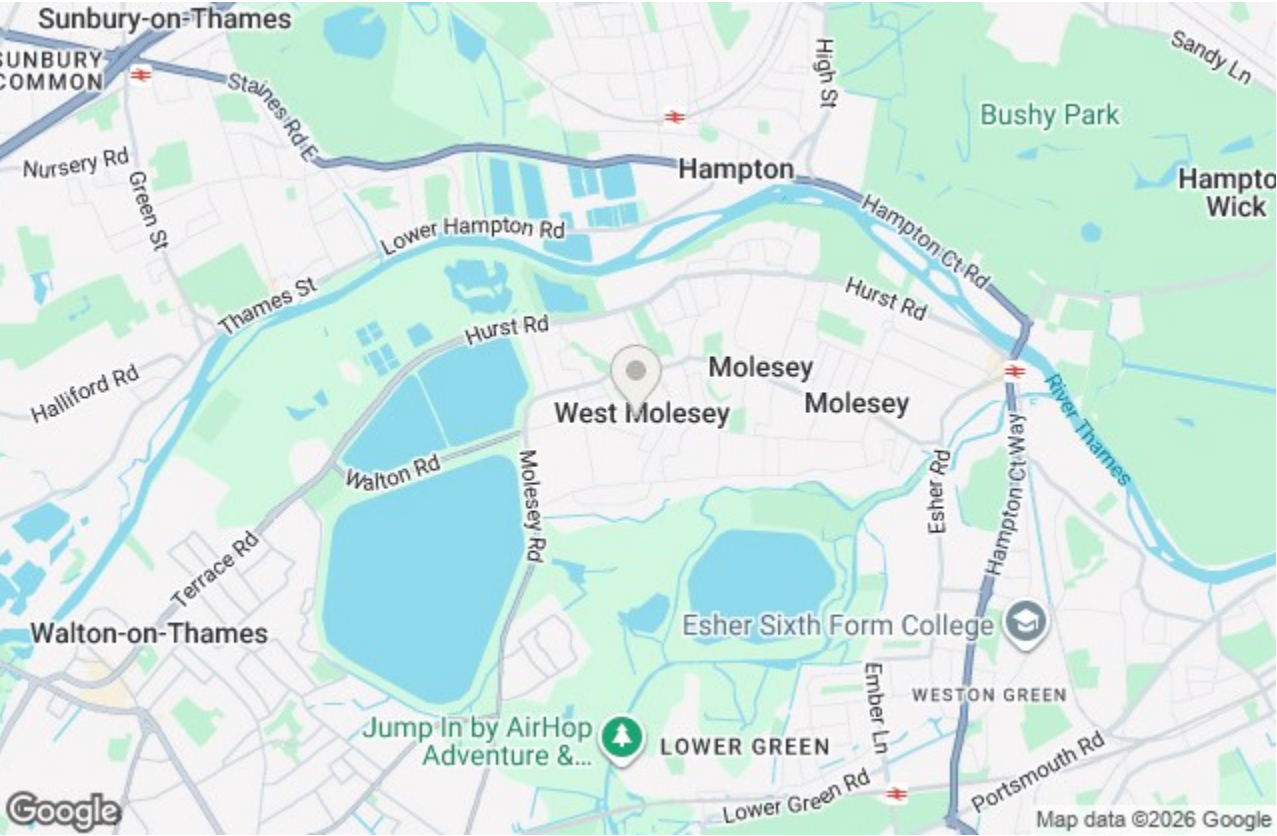 Sunbury-on-Thames
SUNBURY
COMMON
Staines Rd E
High St
Sandy Ln
Bushy Park
Nursery Rd
Green St
Hampton
Hampto
Wick
Lower Hampton Rd
Hampton Ct Rd
Thames St
Hurst Rd
Hurst Rd
Halliford Rd
Molesey
Molesey
West Molesey
River Thames
Walton Rd
Molesey Rd
Esher Rd
Hampton Ct Way
Terrace Rd
Walton-on-Thames
Esher Sixth Form College
Ember Ln
WESTON GREEN
Jump In by AirHop
Adventure &...
LOWER GREEN
Lower Green Rd
Portsmouth Rd
Google
Map data ©2026 Google